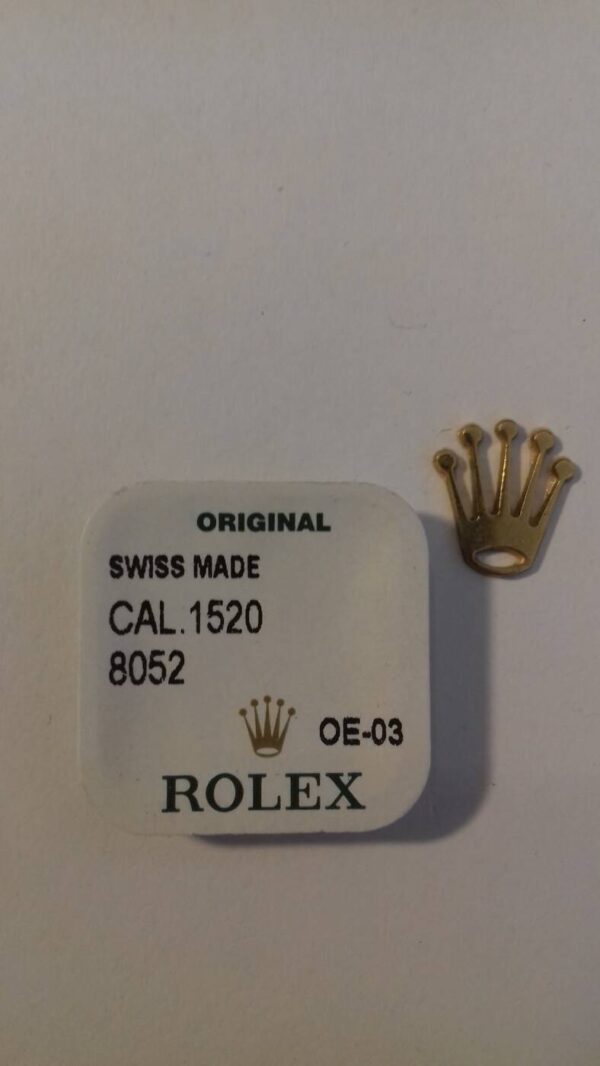 ORIGINAL
SWISS MADE
CAL.1520
8052
OE-03
ROLEX